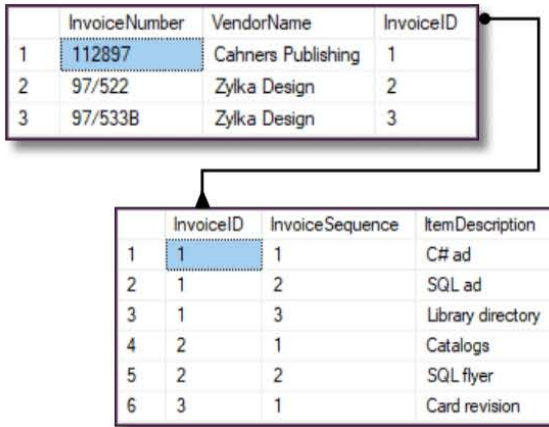 InvoiceNumber VendorName InvoiceID
1 112897 Cahners Publishing 1
2 97/522 Zylka Design 2
3 97/533B Zylka Design 3
InvoiceID InvoiceSequence ItemDescription
1 1 1 C# ad
2 1 2 SQL ad
3 1 3 Library directory
4 2 1 Catalogs
5 2 2 SQL flyer
6 3 1 Card revision